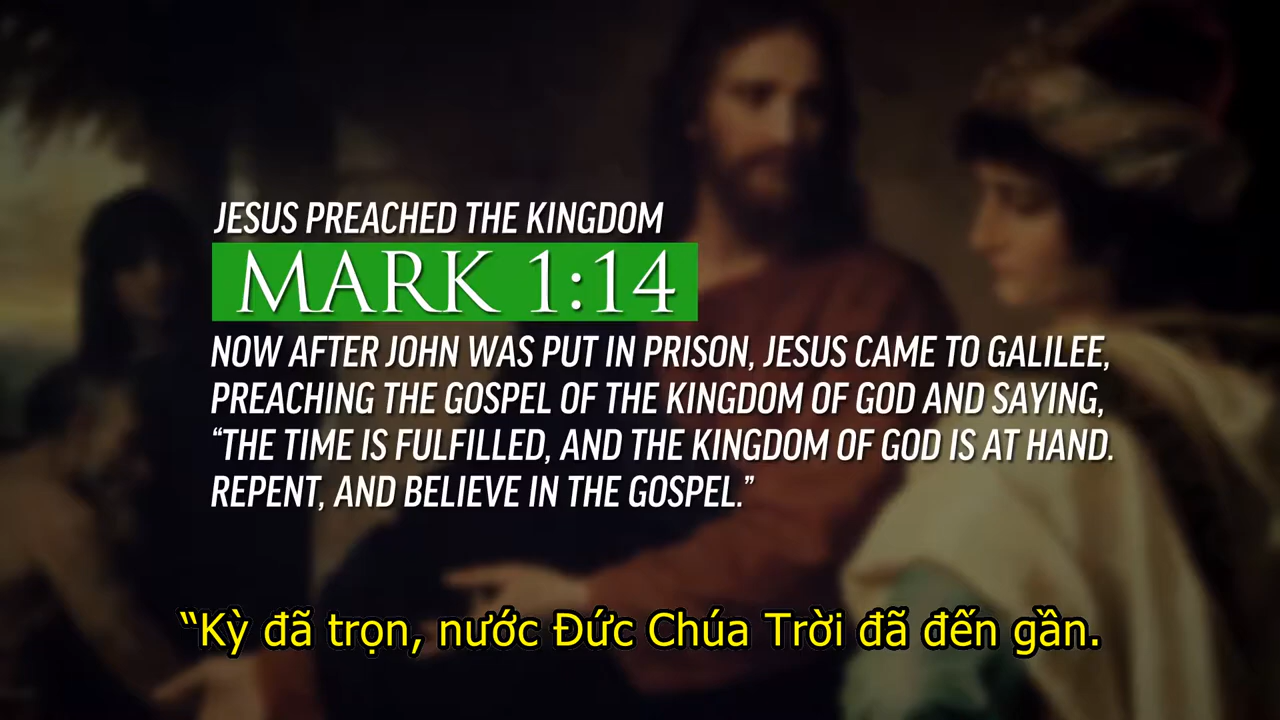 JESUS PREACHED THE KINGDOM
MARK 1:14
NOW AFTER JOHN WAS PUT IN PRISON, JESUS CAME TO GALILEE,
PREACHING THE GOSPEL OF THE KINGDOM OF GOD AND SAYING,
“THE TIME IS FULFILLED, AND THE KINGDOM OF GOD IS AT HAND.
REPENT, AND BELIEVE IN THE GOSPEL.”
“Kỳ đã trọn, nước Đức Chúa Trời đã đến gần.